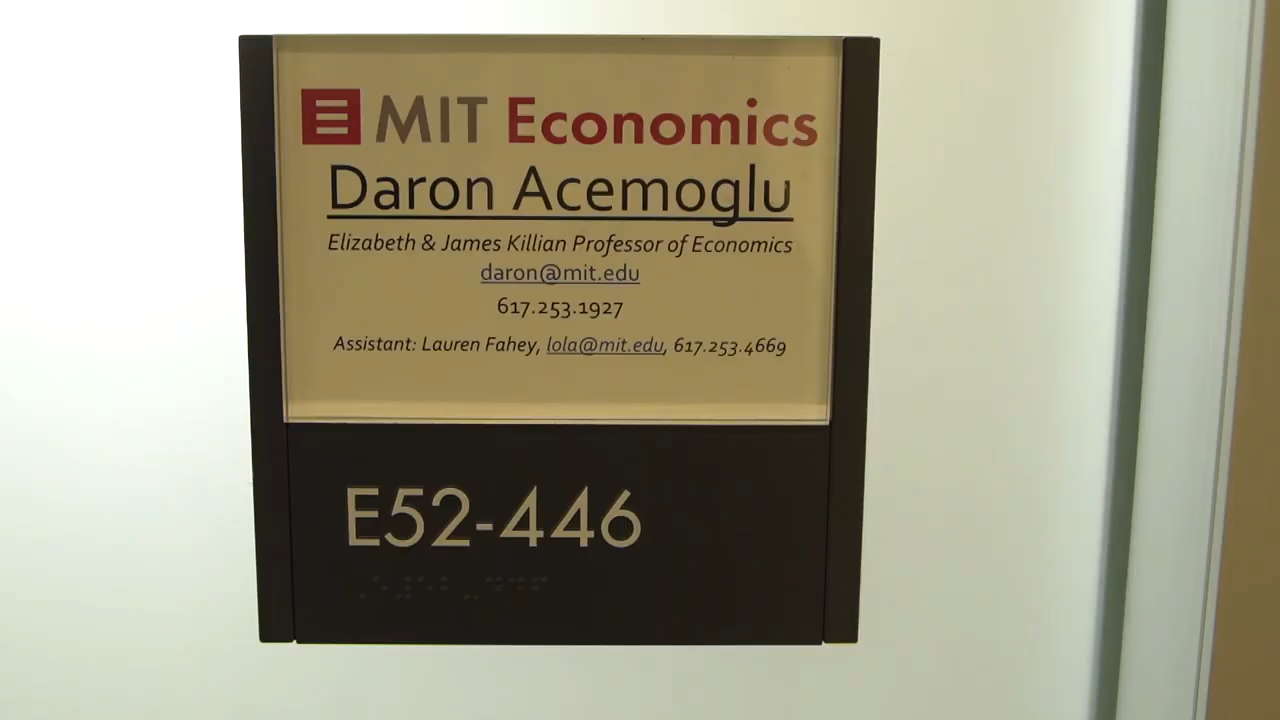 MIT Economics
Daron Acemoglu
Elizabeth & James Killian Professor of Economics
daron@mit.edu
617.253.1927
Assistant: Lauren Fahey, lola@mit.edu, 617.253.4669
E52-446